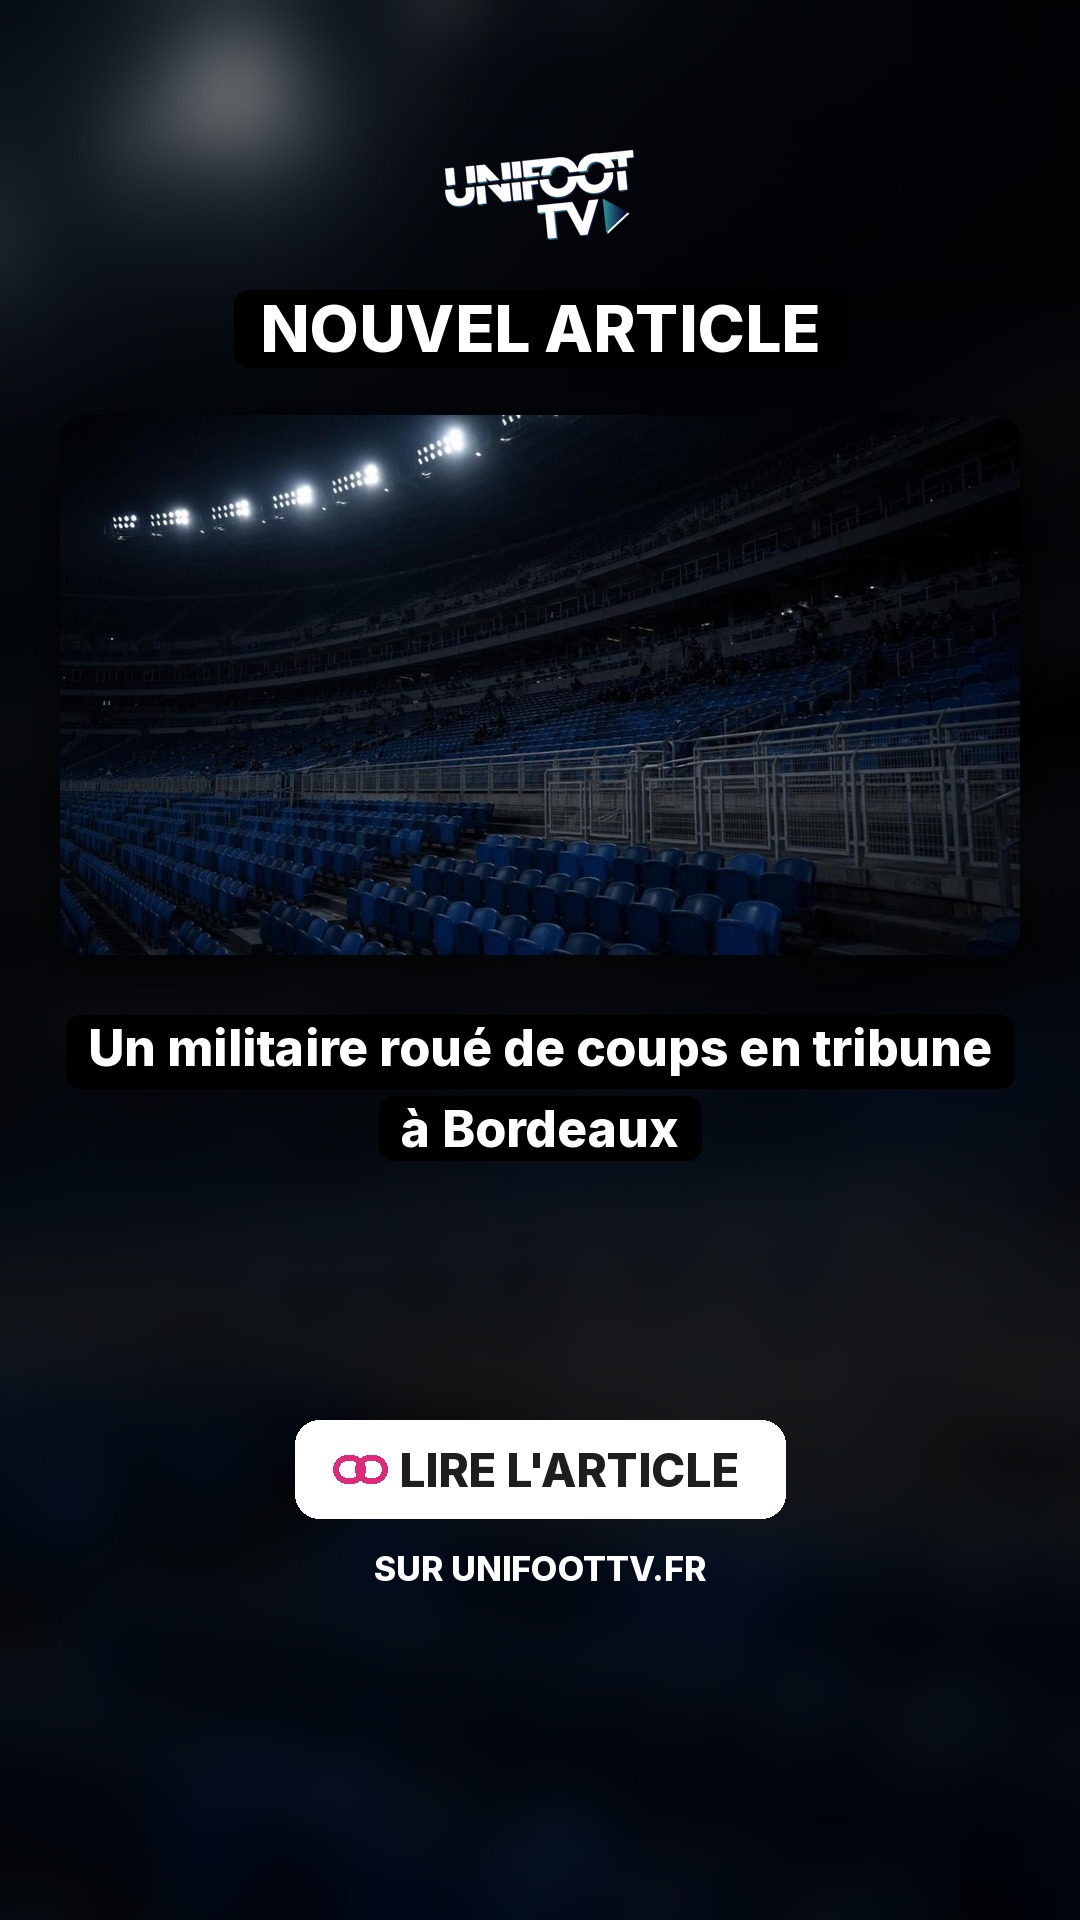 UNIFOOT
TV
NOUVEL ARTICLE
Un militaire roué de coups en tribune
à Bordeaux
LIRE L'ARTICLE
SUR UNIFOOTTV.FR